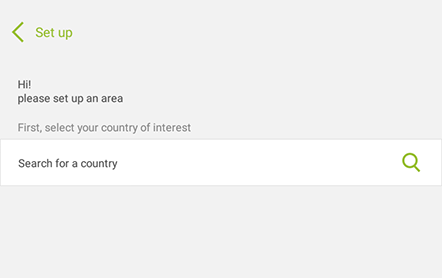 Set up
Hi!
please set up an area
First, select your country of interest
Search for a country